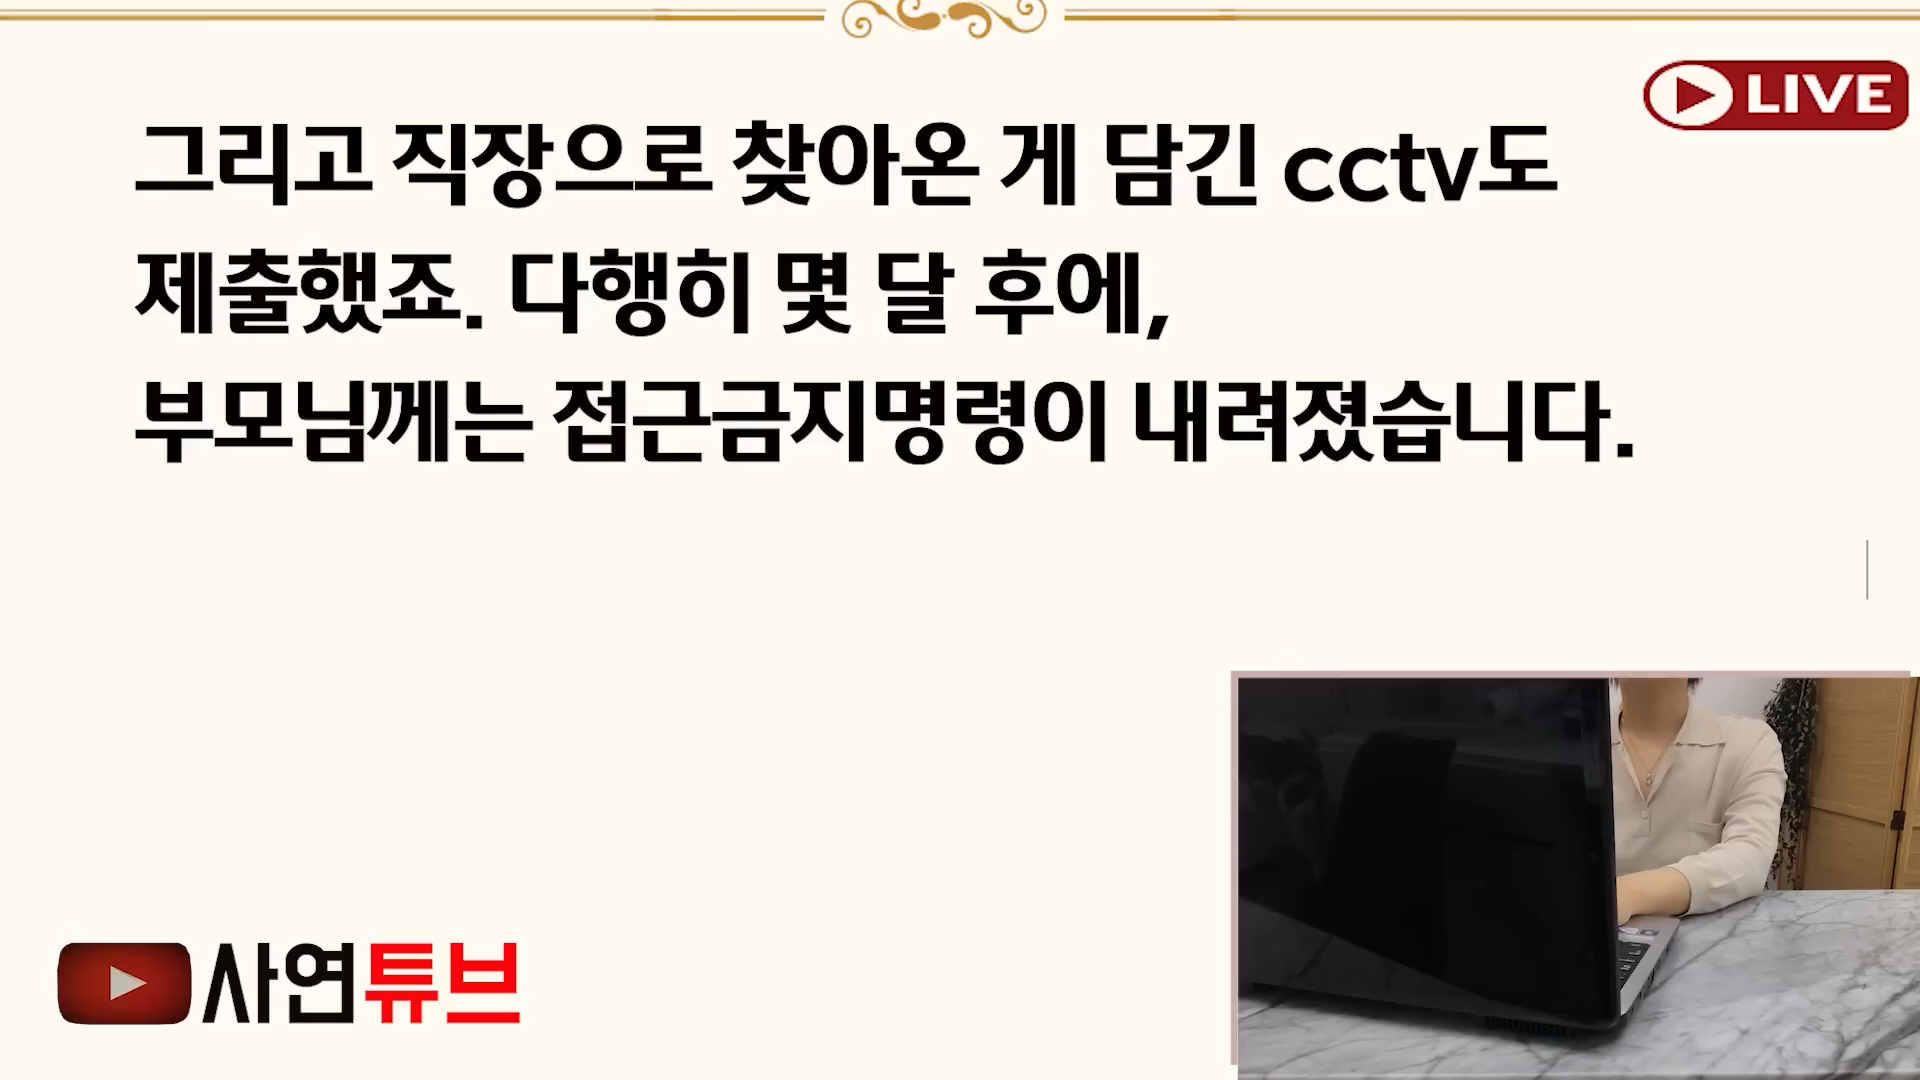 LIVE
그리고 직장으로 찾아온 게 담긴 cctv도
제출했죠. 다행히 몇 달 후에,
부모님께는 접근금지명령이 내려졌습니다.
사연튜브